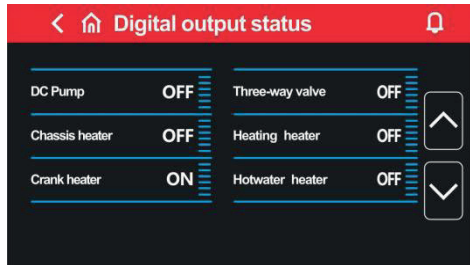 Digital output status
DC Pump OFF Three-way valve OFF
Chassis heater OFF Heating heater OFF
Crank heater ON Hotwater heater OFF